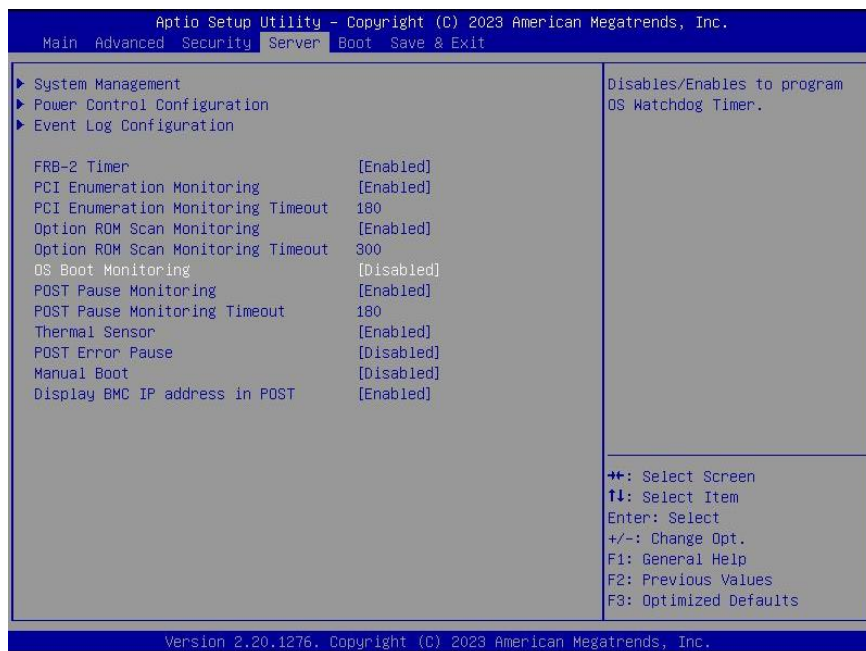 Aptio Setup Utility – Copyright (C) 2023 American Megatrends, Inc.
Main Advanced Security Server Boot Save & Exit
System Management
Power Control Configuration
Event Log Configuration
FRB-2 Timer [Enabled]
PCI Enumeration Monitoring [Enabled]
PCI Enumeration Monitoring Timeout 180
Option ROM Scan Monitoring [Enabled]
Option ROM Scan Monitoring Timeout 300
OS Boot Monitoring [Disabled]
POST Pause Monitoring [Enabled]
POST Pause Monitoring Timeout 180
Thermal Sensor [Enabled]
POST Error Pause [Disabled]
Manual Boot [Disabled]
Display BMC IP address in POST [Enabled]
Disables/Enables to program
OS Watchdog Timer.
→←: Select Screen
↑↓: Select Item
Enter: Select
+/-: Change Opt.
F1: General Help
F2: Previous Values
F3: Optimized Defaults
Version 2.20.1276. Copyright (C) 2023 American Megatrends, Inc.